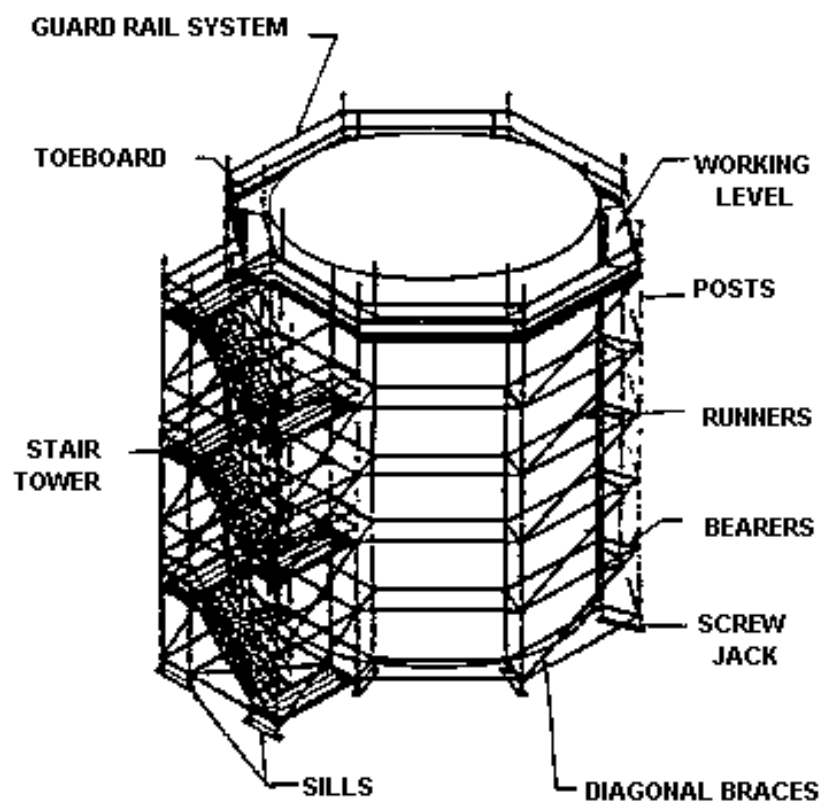 GUARD RAIL SYSTEM
TOEBOARD
WORKING
LEVEL
POSTS
RUNNERS
STAIR
TOWER
BEARERS
SCREW
JACK
SILLS
DIAGONAL BRACES